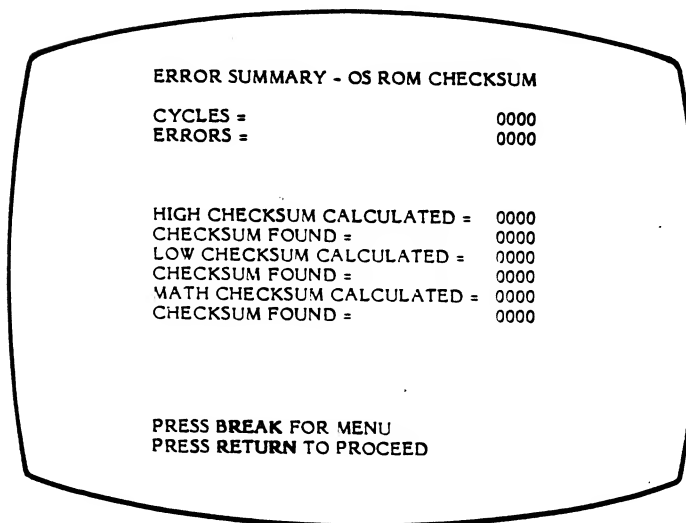 ERROR SUMMARY - OS ROM CHECKSUM
CYCLES = 0000
ERRORS = 0000
HIGH CHECKSUM CALCULATED = 0000
CHECKSUM FOUND = 0000
LOW CHECKSUM CALCULATED = 0000
CHECKSUM FOUND = 0000
MATH CHECKSUM CALCULATED = 0000
CHECKSUM FOUND = 0000
PRESS BREAK FOR MENU
PRESS RETURN TO PROCEED